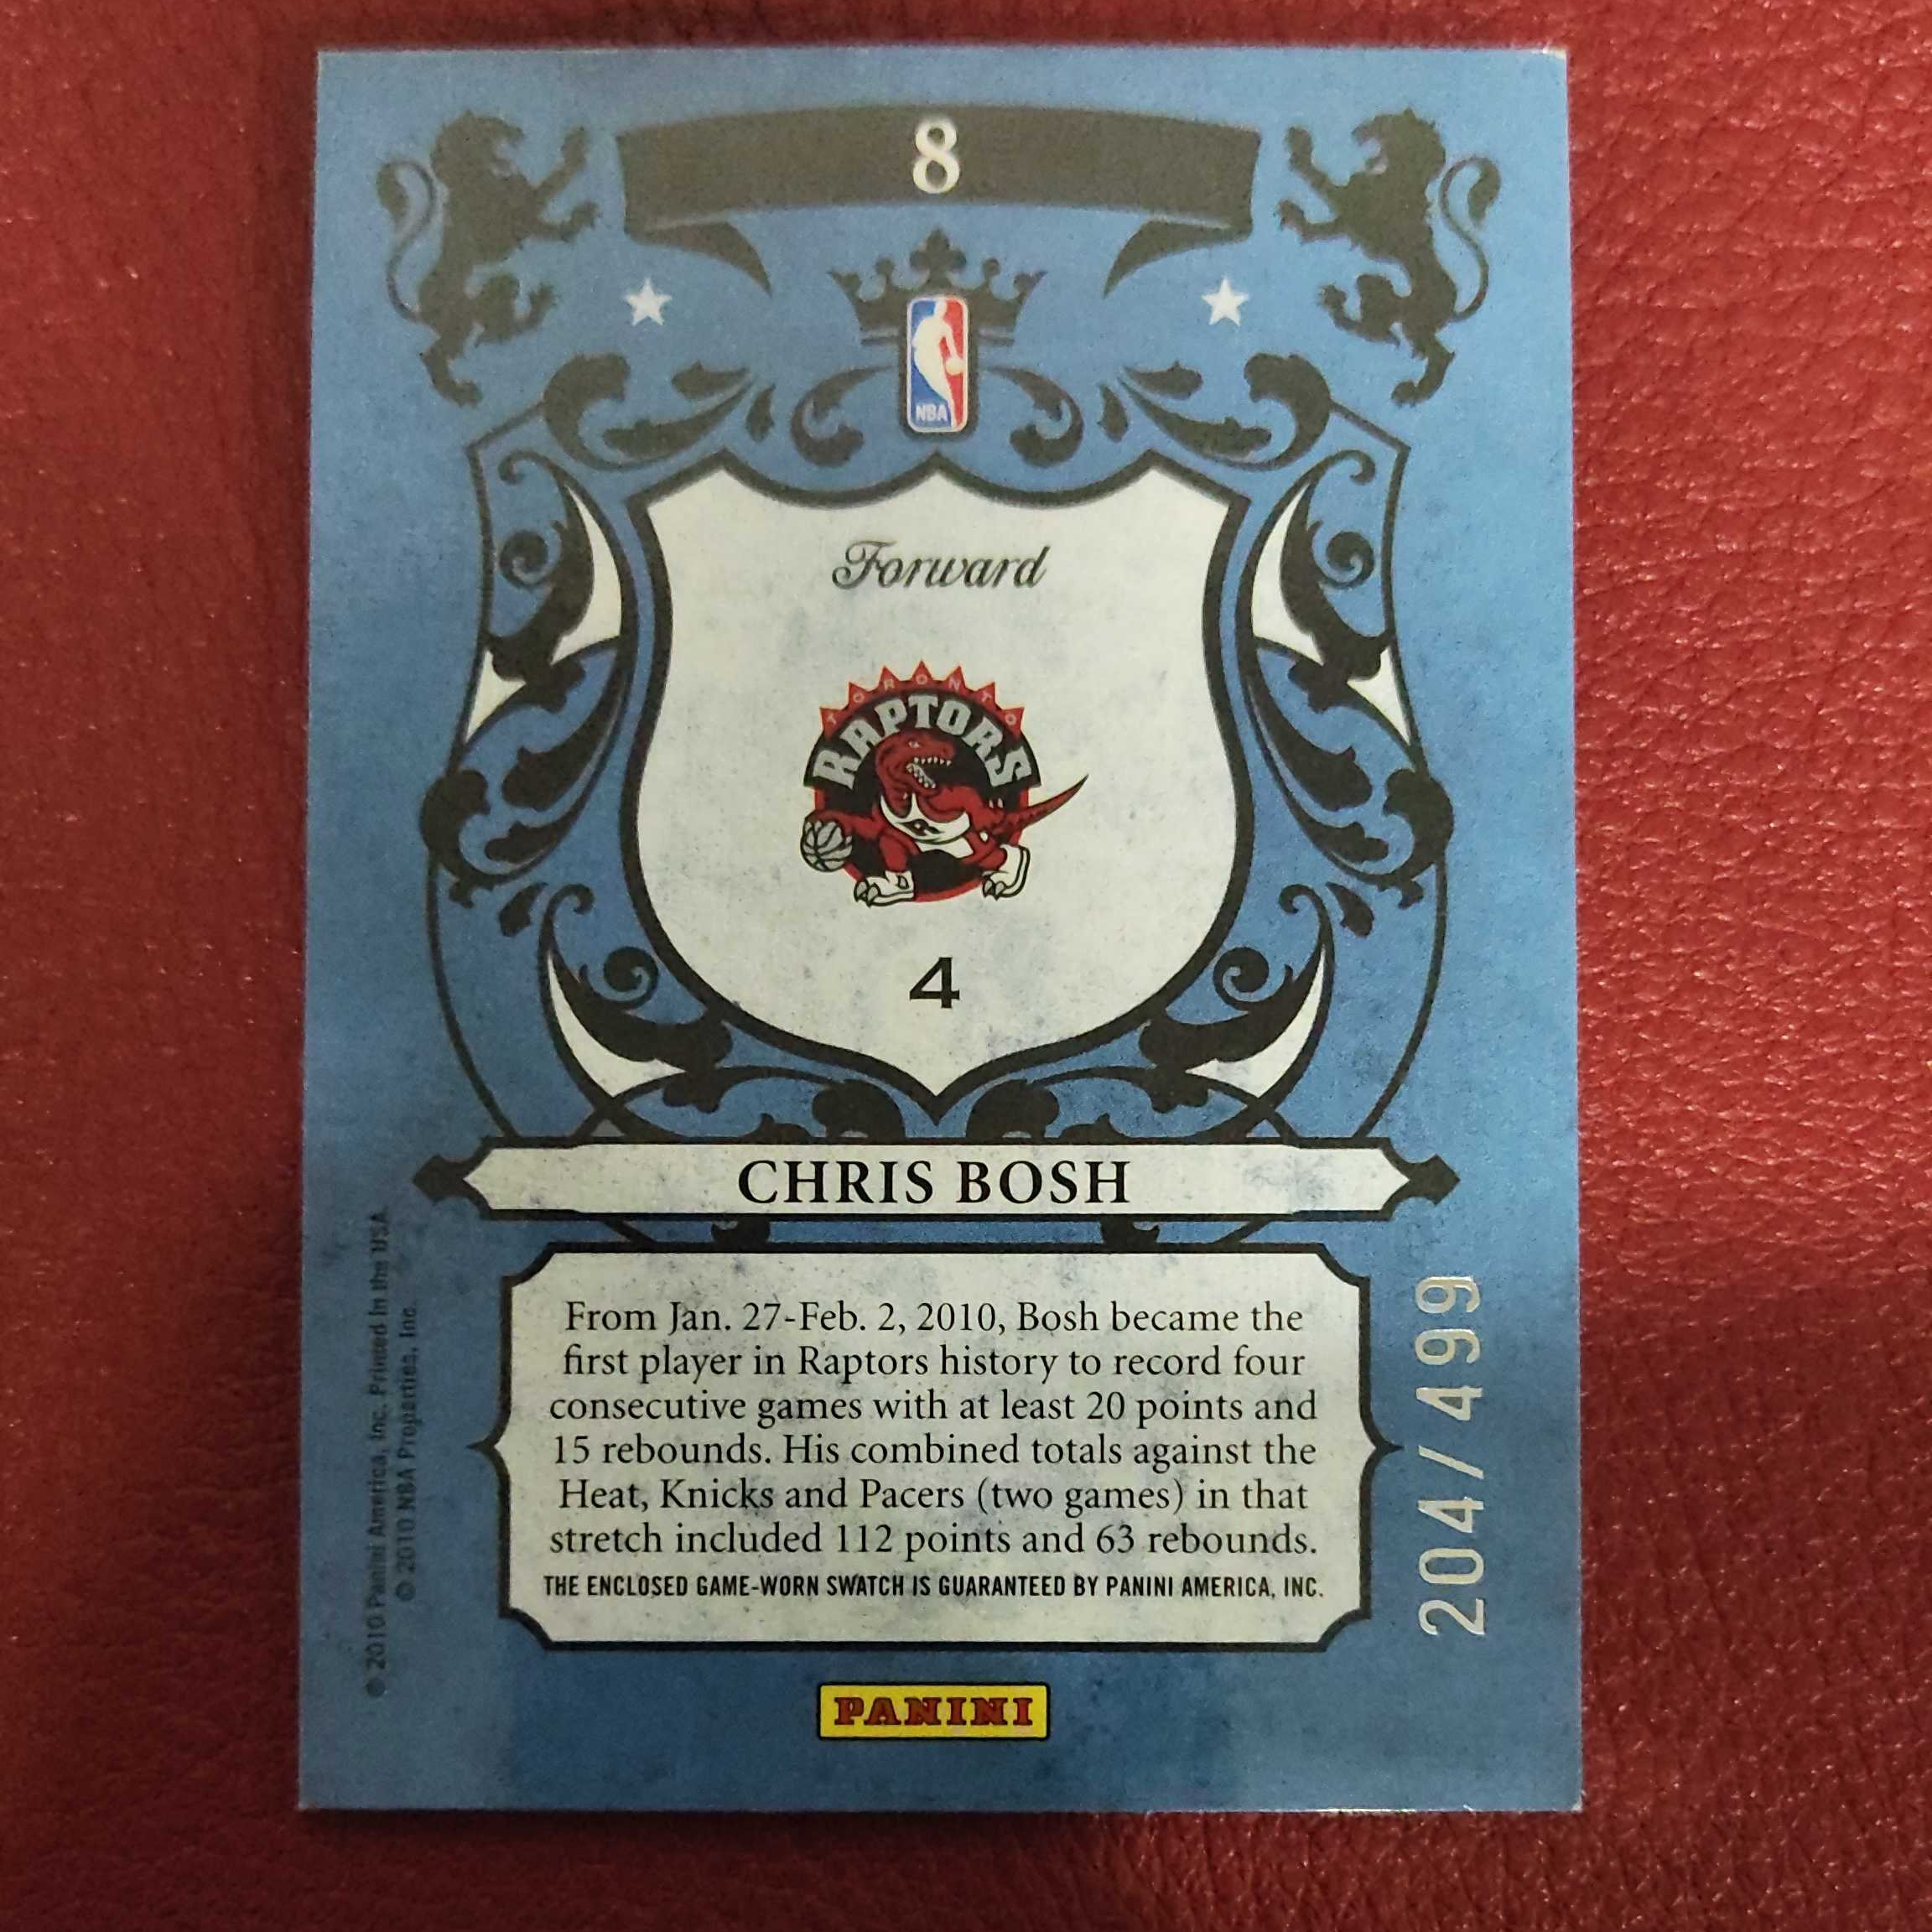 8
NBA
Forward
TORONTO
RAPTORS
4
CHRIS BOSH
From Jan. 27-Feb. 2, 2010, Bosh became the
first player in Raptors history to record four
consecutive games with at least 20 points and
15 rebounds. His combined totals against the
Heat, Knicks and Pacers (two games) in that
stretch included 112 points and 63 rebounds.
THE ENCLOSED GAME-WORN SWATCH IS GUARANTEED BY PANINI AMERICA, INC.
PANINI
© 2010 Panini America, Inc. Printed in the USA.
© 2010 NBA Properties, Inc.
204/499